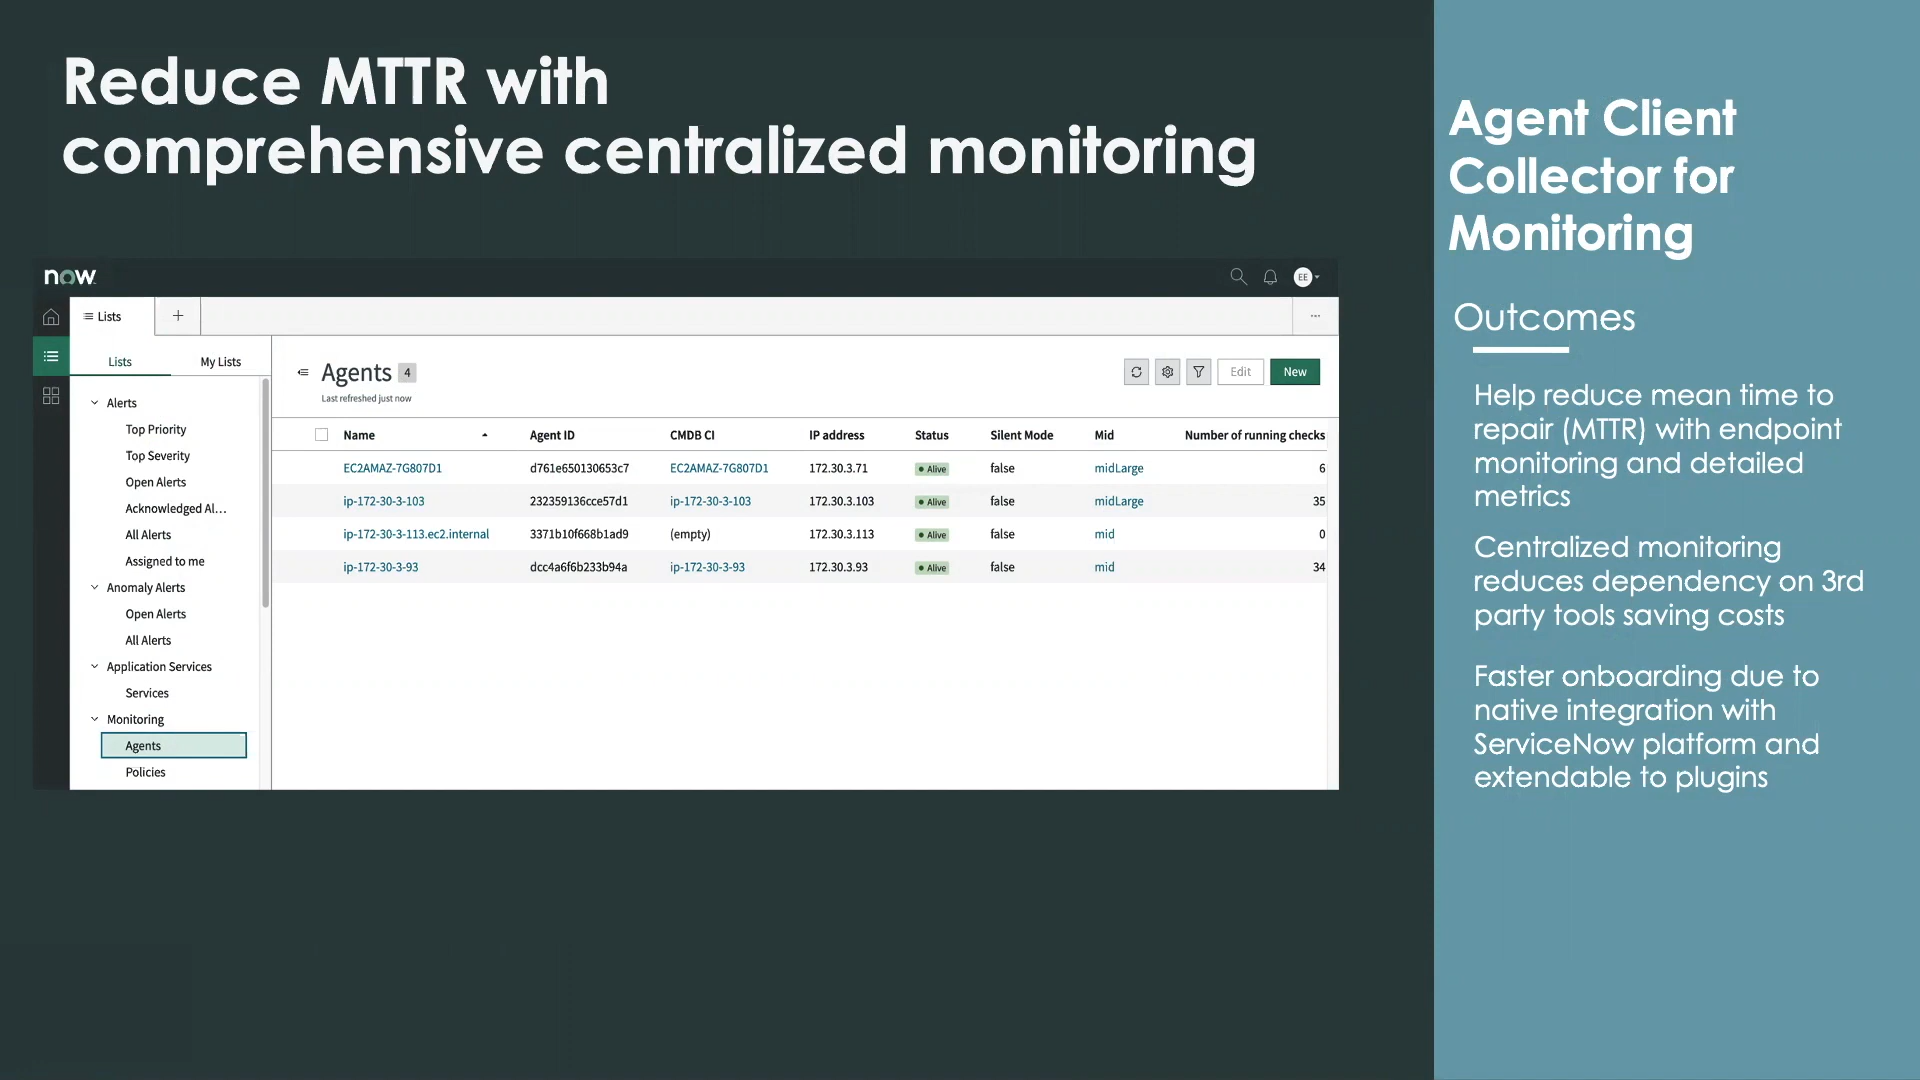 Reduce MTTR with
comprehensive centralized monitoring
now
EE
Lists
Lists
My Lists
Alerts
Top Priority
Top Severity
Open Alerts
Acknowledged Al...
All Alerts
Assigned to me
Anomaly Alerts
Open Alerts
All Alerts
Application Services
Services
Monitoring
Agents
Policies
Agents 4
Last refreshed just now
Edit
New
Name Agent ID CMDB CI IP address Status Silent Mode Mid Number of running checks
EC2AMAZ-7G807D1 d761e650130653c7 EC2AMAZ-7G807D1 172.30.3.71 Alive false midLarge 6
ip-172-30-3-103 232359136cce57d1 ip-172-30-3-103 172.30.3.103 Alive false midLarge 35
ip-172-30-3-113.ec2.internal 3371b10f668b1ad9 (empty) 172.30.3.113 Alive false mid 0
ip-172-30-3-93 dcc4a6f6b233b94a ip-172-30-3-93 172.30.3.93 Alive false mid 34
Agent Client
Collector for
Monitoring
Outcomes
Help reduce mean time to
repair (MTTR) with endpoint
monitoring and detailed
metrics
Centralized monitoring
reduces dependency on 3rd
party tools saving costs
Faster onboarding due to
native integration with
ServiceNow platform and
extendable to plugins